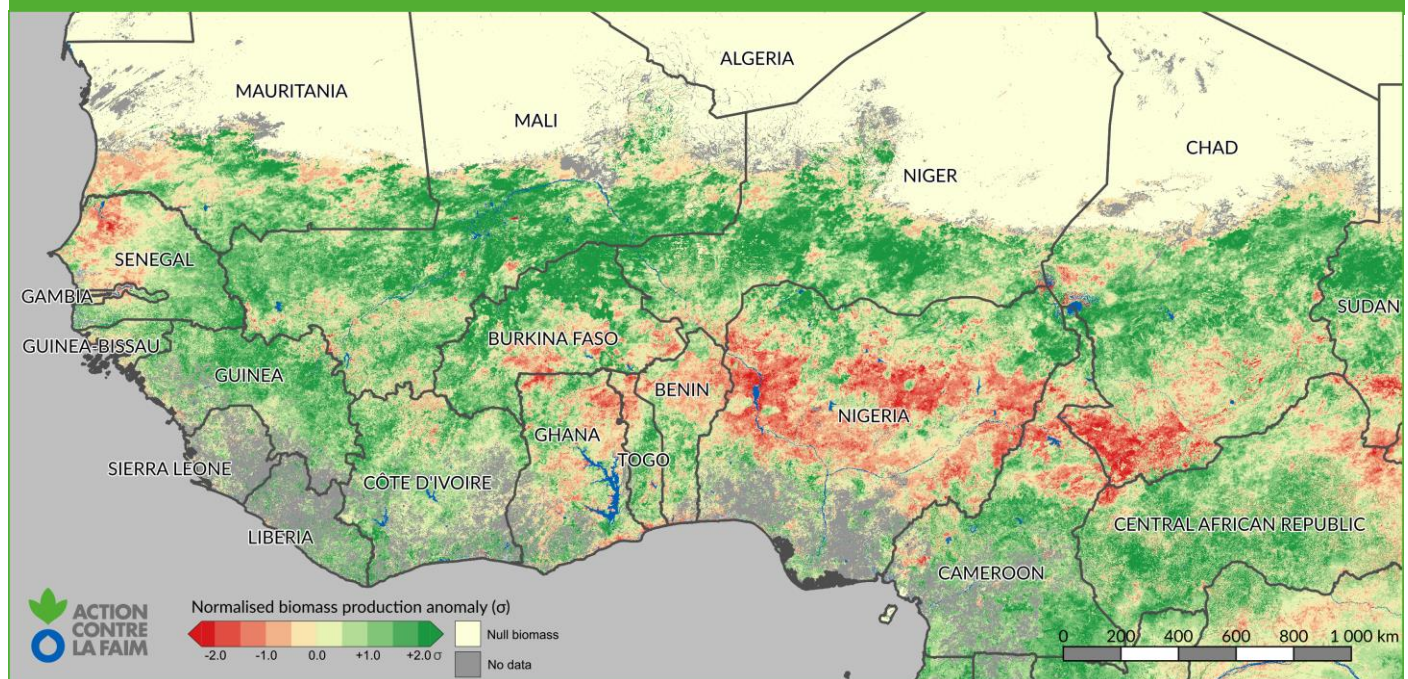 ALGERIA
MAURITANIA
MALI
CHAD
NIGER
SENEGAL
GAMBIA
SUDAN
GUINEA-BISSAU
BURKINA FASO
GUINEA
BENIN
NIGERIA
GHANA
TOGO
SIERRA LEONE
CÔTE D'IVOIRE
CENTRAL AFRICAN REPUBLIC
LIBERIA
CAMEROON
ACTION
CONTRE
LA FAIM
Normalised biomass production anomaly (σ)
-2.0 -1.0 0.0 +1.0 +2.0 σ
Null biomass
No data
0 200 400 600 800 1 000 km